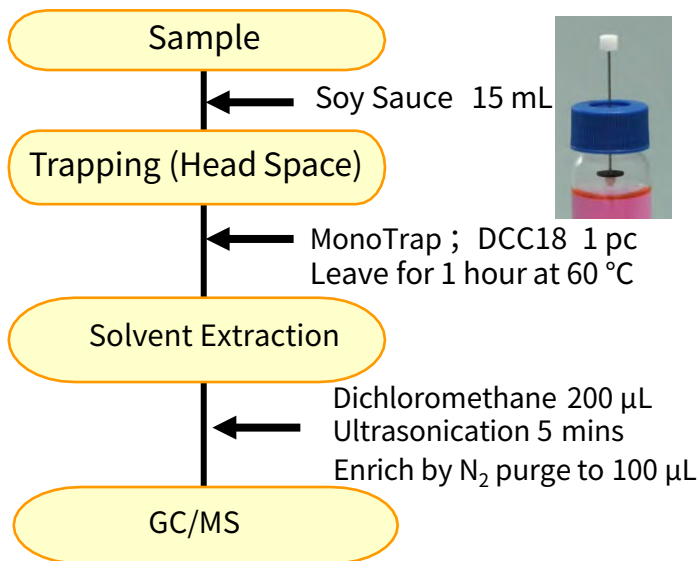 Sample
Soy Sauce 15 mL
Trapping (Head Space)
MonoTrap ; DCC18 1 pc
Leave for 1 hour at 60 °C
Solvent Extraction
Dichloromethane 200 µL
Ultrasonication 5 mins
Enrich by N₂ purge to 100 µL
GC/MS